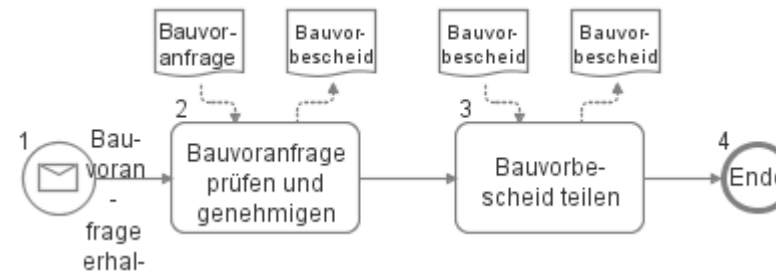 Bauvor-
anfrage
Bauvor-
bescheid
Bauvor-
bescheid
Bauvor-
bescheid
1
Bau-
voran
-
frage
erhal-
2
Bauvoranfrage
prüfen und
genehmigen
3
Bauvorbe-
scheid teilen
4
Ende